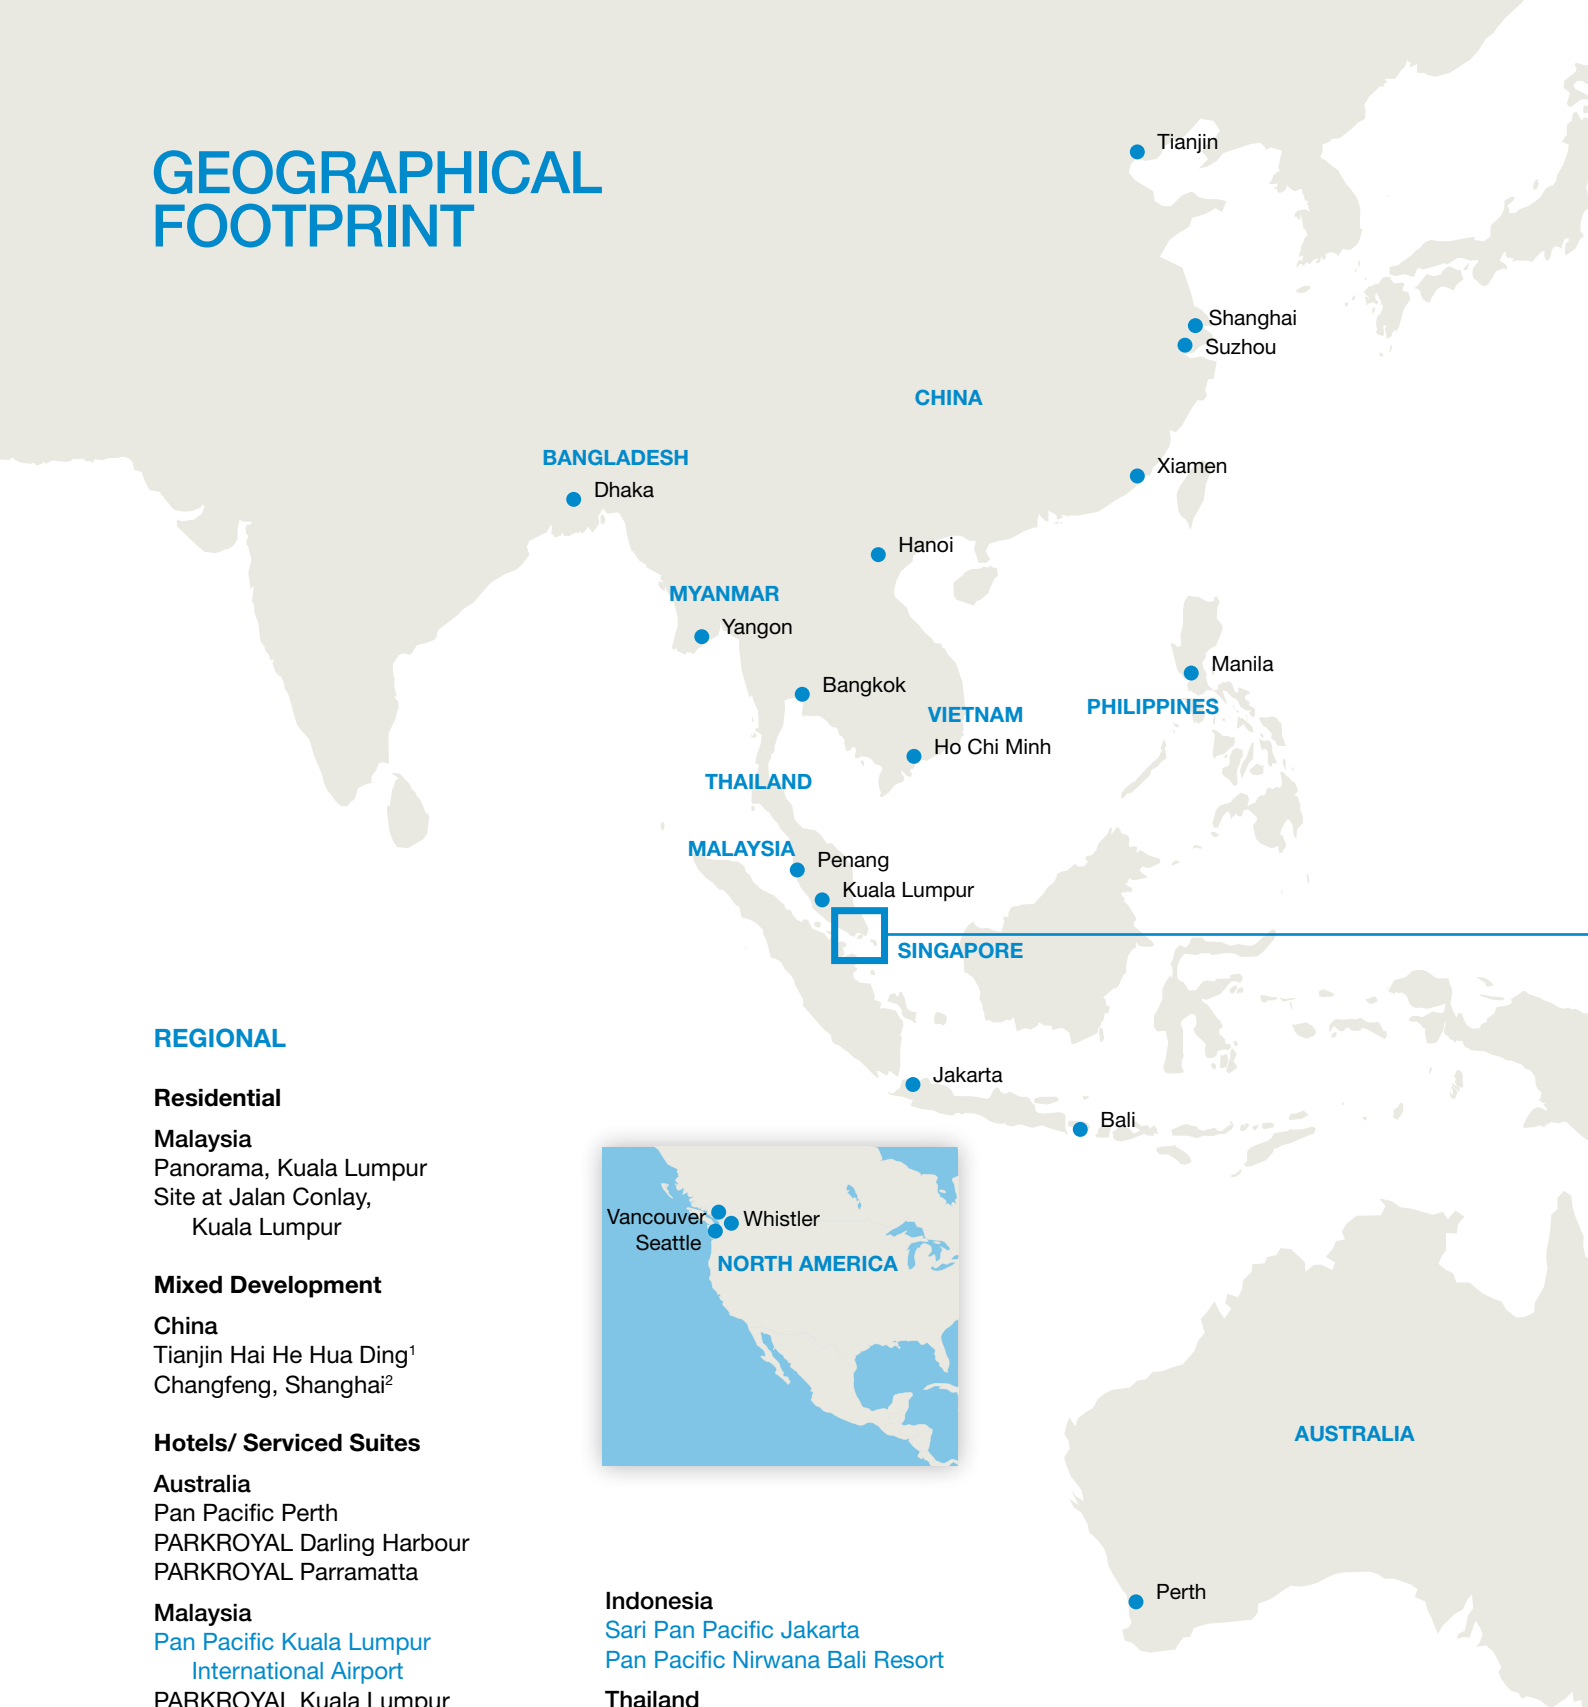 GEOGRAPHICAL
FOOTPRINT
Tianjin
Shanghai
Suzhou
CHINA
BANGLADESH
Dhaka
Xiamen
Hanoi
MYANMAR
Yangon
Manila
Bangkok
VIETNAM
PHILIPPINES
Ho Chi Minh
THAILAND
MALAYSIA
Penang
Kuala Lumpur
SINGAPORE
Jakarta
Bali
Vancouver
Whistler
Seattle
NORTH AMERICA
AUSTRALIA
Perth
REGIONAL
Residential
Malaysia
Panorama, Kuala Lumpur
Site at Jalan Conlay,
Kuala Lumpur
Mixed Development
China
Tianjin Hai He Hua Ding¹
Changfeng, Shanghai²
Hotels/ Serviced Suites
Australia
Pan Pacific Perth
PARKROYAL Darling Harbour
PARKROYAL Parramatta
Malaysia
Pan Pacific Kuala Lumpur
International Airport
PARKROYAL Kuala Lumpur
Indonesia
Sari Pan Pacific Jakarta
Pan Pacific Nirwana Bali Resort
Thailand